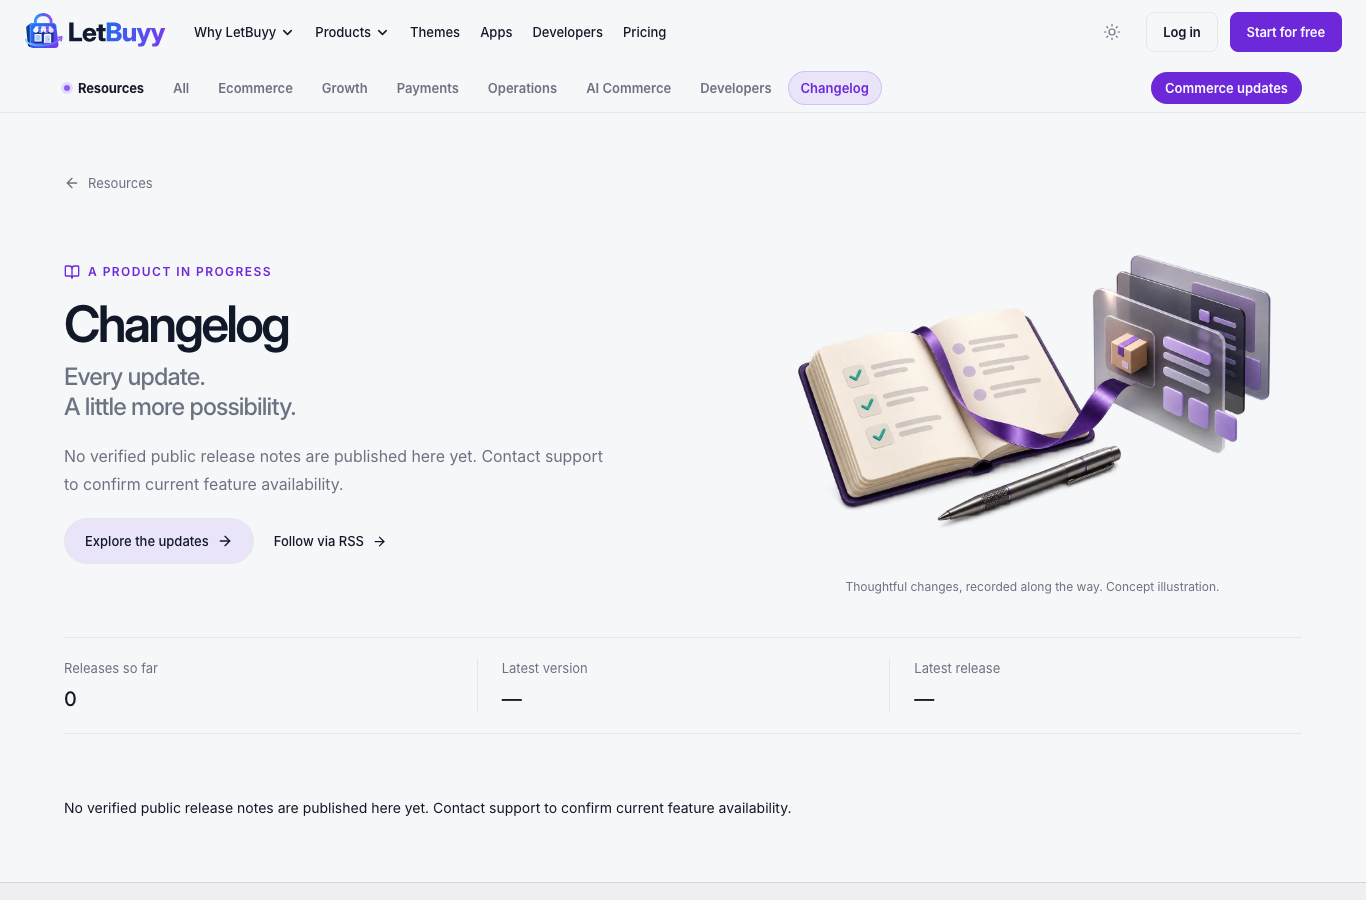 LetBuyy
Why LetBuyy Products Themes Apps Developers Pricing Log in Start for free
Resources All Ecommerce Growth Payments Operations AI Commerce Developers Changelog Commerce updates
Resources
A PRODUCT IN PROGRESS
Changelog
Every update.
A little more possibility.
No verified public release notes are published here yet. Contact support
to confirm current feature availability.
Explore the updates Follow via RSS
Thoughtful changes, recorded along the way. Concept illustration.
Releases so far Latest version Latest release
0 — —
No verified public release notes are published here yet. Contact support to confirm current feature availability.